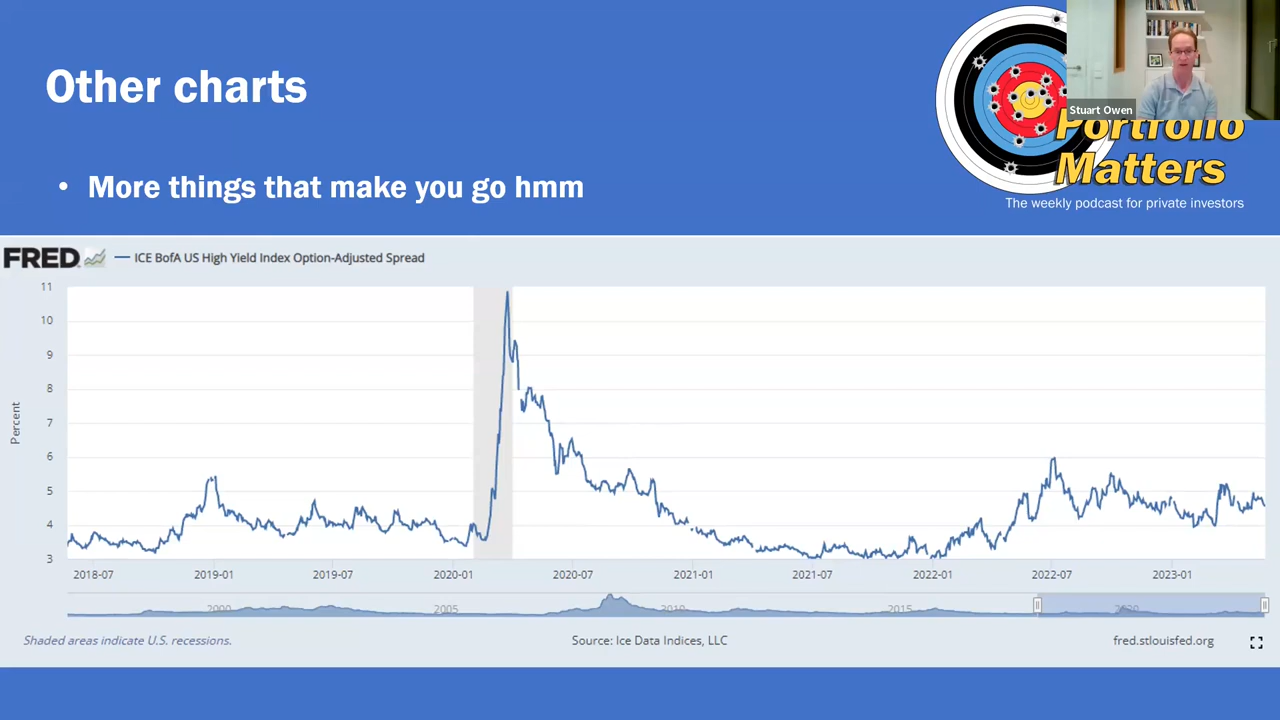 Other charts
• More things that make you go hmm
Stuart Owen
Portfolio
Matters
The weekly podcast for private investors
FRED
ICE BofA US High Yield Index Option-Adjusted Spread
Percent
11
10
9
8
7
6
5
4
3
2018-07 2019-01 2019-07 2020-01 2020-07 2021-01 2021-07 2022-01 2022-07 2023-01
2000 2005 2010 2015 2020
Shaded areas indicate U.S. recessions. Source: Ice Data Indices, LLC fred.stlouisfed.org